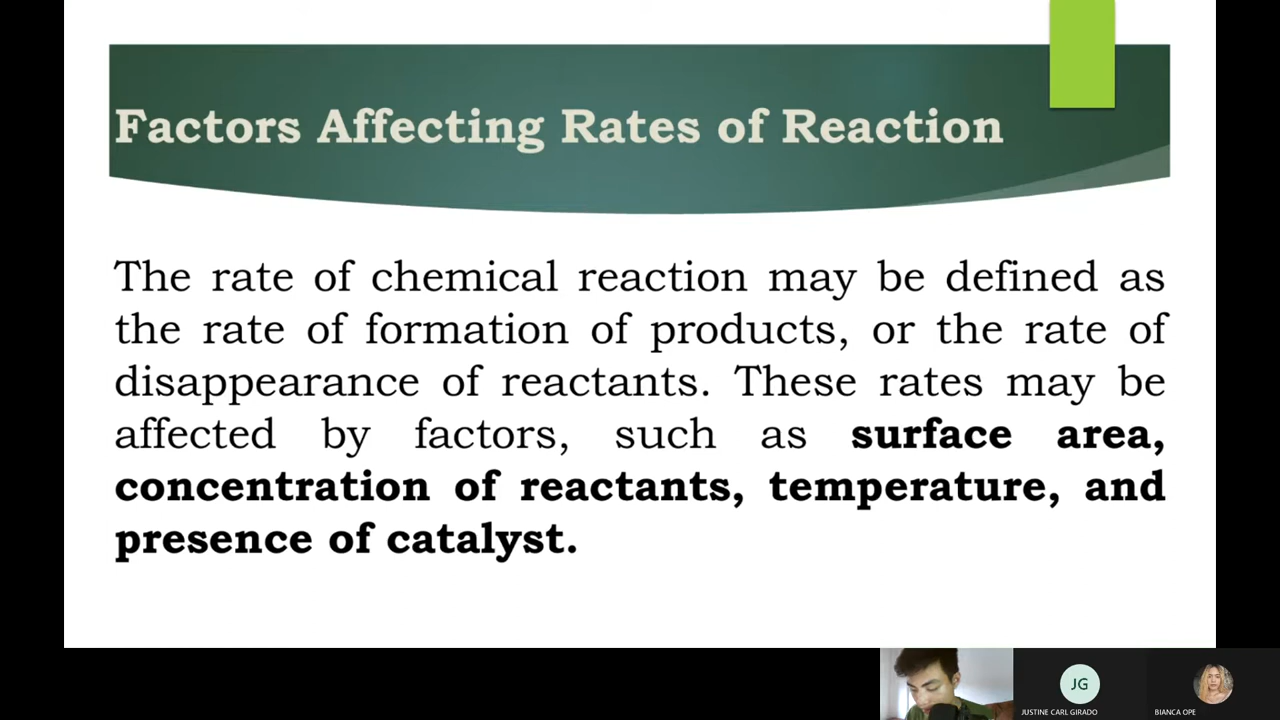 Factors Affecting Rates of Reaction
The rate of chemical reaction may be defined as
the rate of formation of products, or the rate of
disappearance of reactants. These rates may be
affected by factors, such as surface area,
concentration of reactants, temperature, and
presence of catalyst.
JG
JUSTINE CARL GIRADO
BIANCA OPE